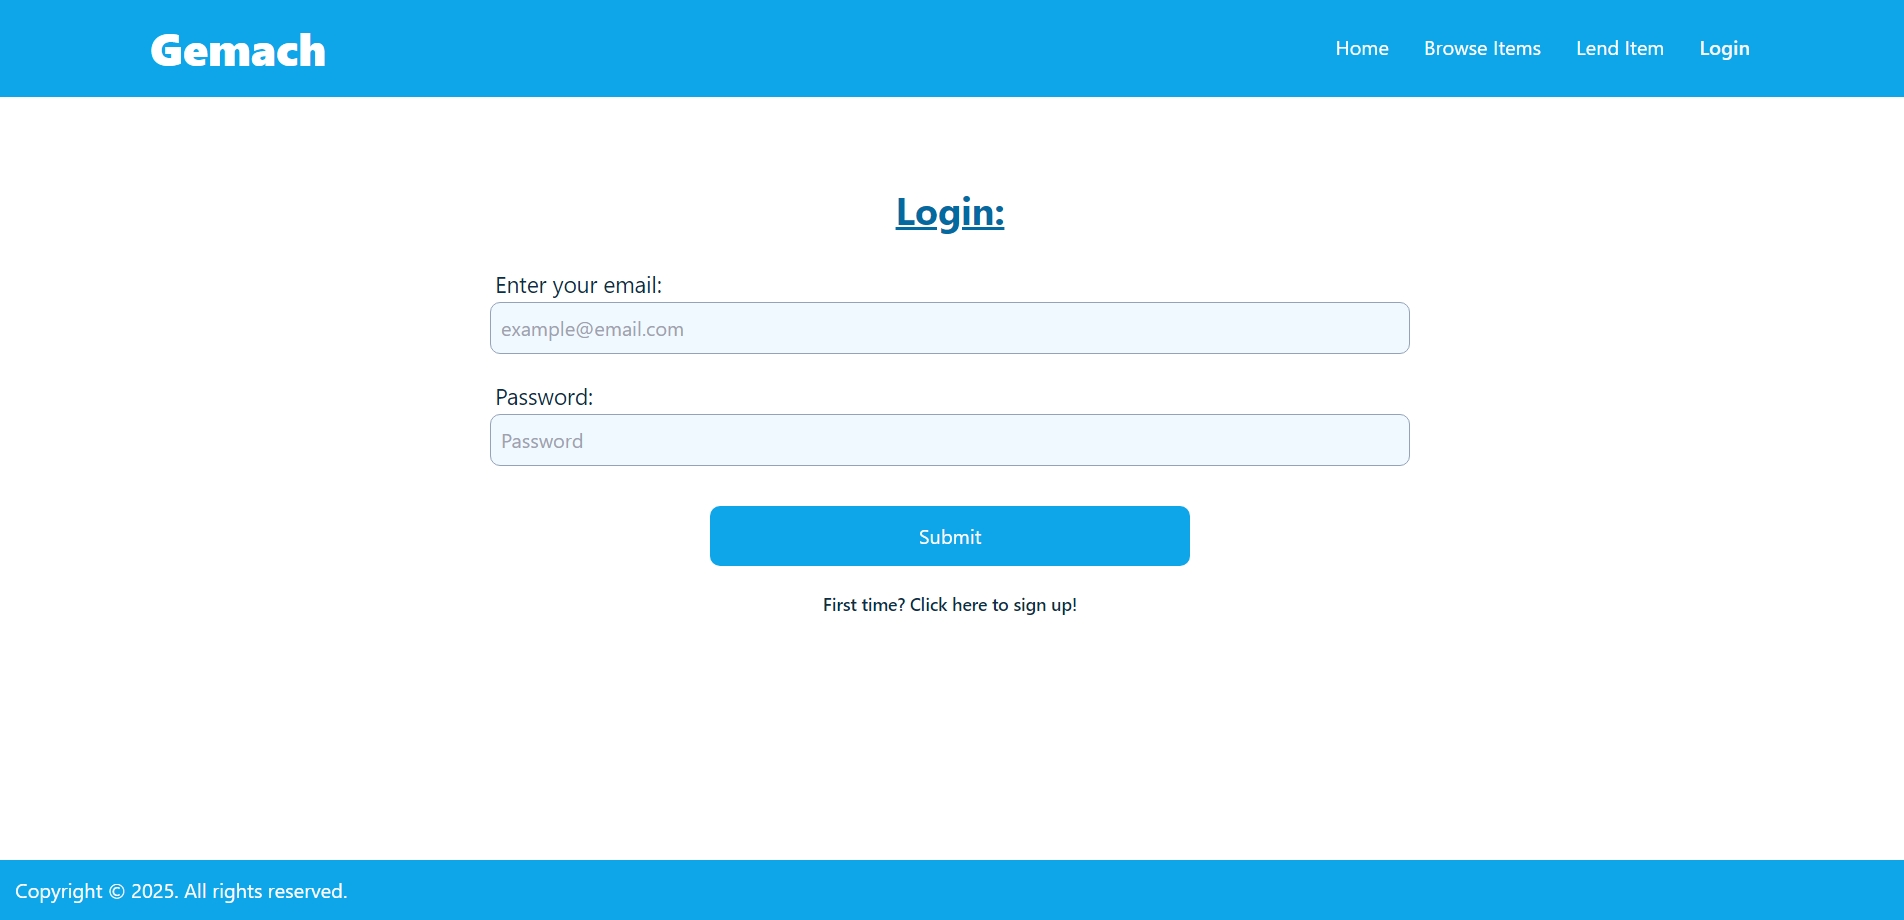 Gemach
Home Browse Items Lend Item Login
Login:
Enter your email:
example@email.com
Password:
Password
Submit
First time? Click here to sign up!
Copyright © 2025. All rights reserved.